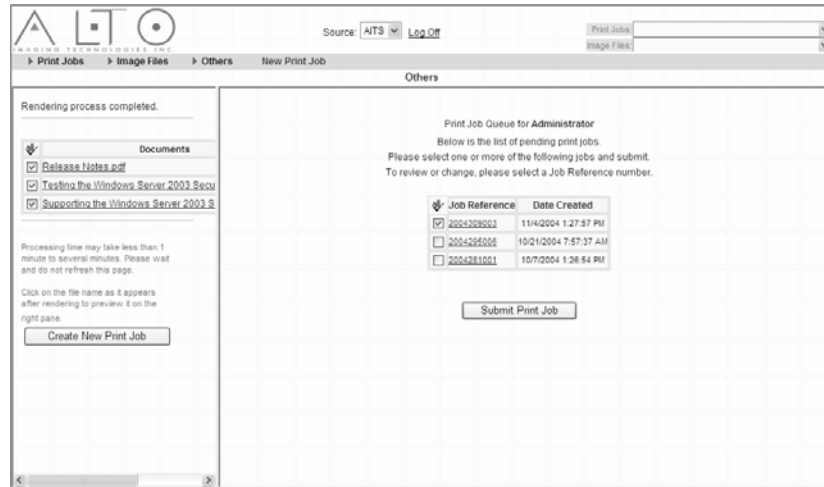 ALTO
IMAGING TECHNOLOGIES INC.
Source: AITS Log Off
Print Jobs:
Image Files:
Print Jobs Image Files Others New Print Job
Others
Rendering process completed.
Documents
Release Notes.pdf
Testing the Windows Server 2003 Secu
Supporting the Windows Server 2003 S
Processing time may take less than 1
minute to several minutes. Please wait
and do not refresh this page.
Click on the file name as it appears
after rendering to preview it on the
right pane.
Create New Print Job
Print Job Queue for Administrator
Below is the list of pending print jobs.
Please select one or more of the following jobs and submit.
To review or change, please select a Job Reference number.
Job Reference Date Created
2004309003 11/4/2004 1:27:57 PM
2004295006 10/21/2004 7:57:37 AM
2004281001 10/7/2004 1:26:54 PM
Submit Print Job